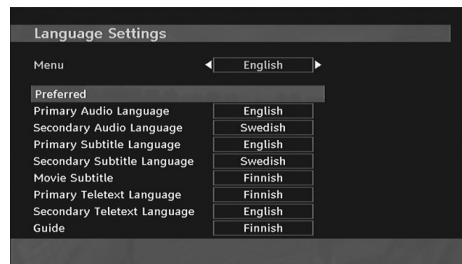 Language Settings
Menu English
Preferred
Primary Audio Language English
Secondary Audio Language Swedish
Primary Subtitle Language English
Secondary Subtitle Language Swedish
Movie Subtitle Finnish
Primary Teletext Language Finnish
Secondary Teletext Language English
Guide Finnish